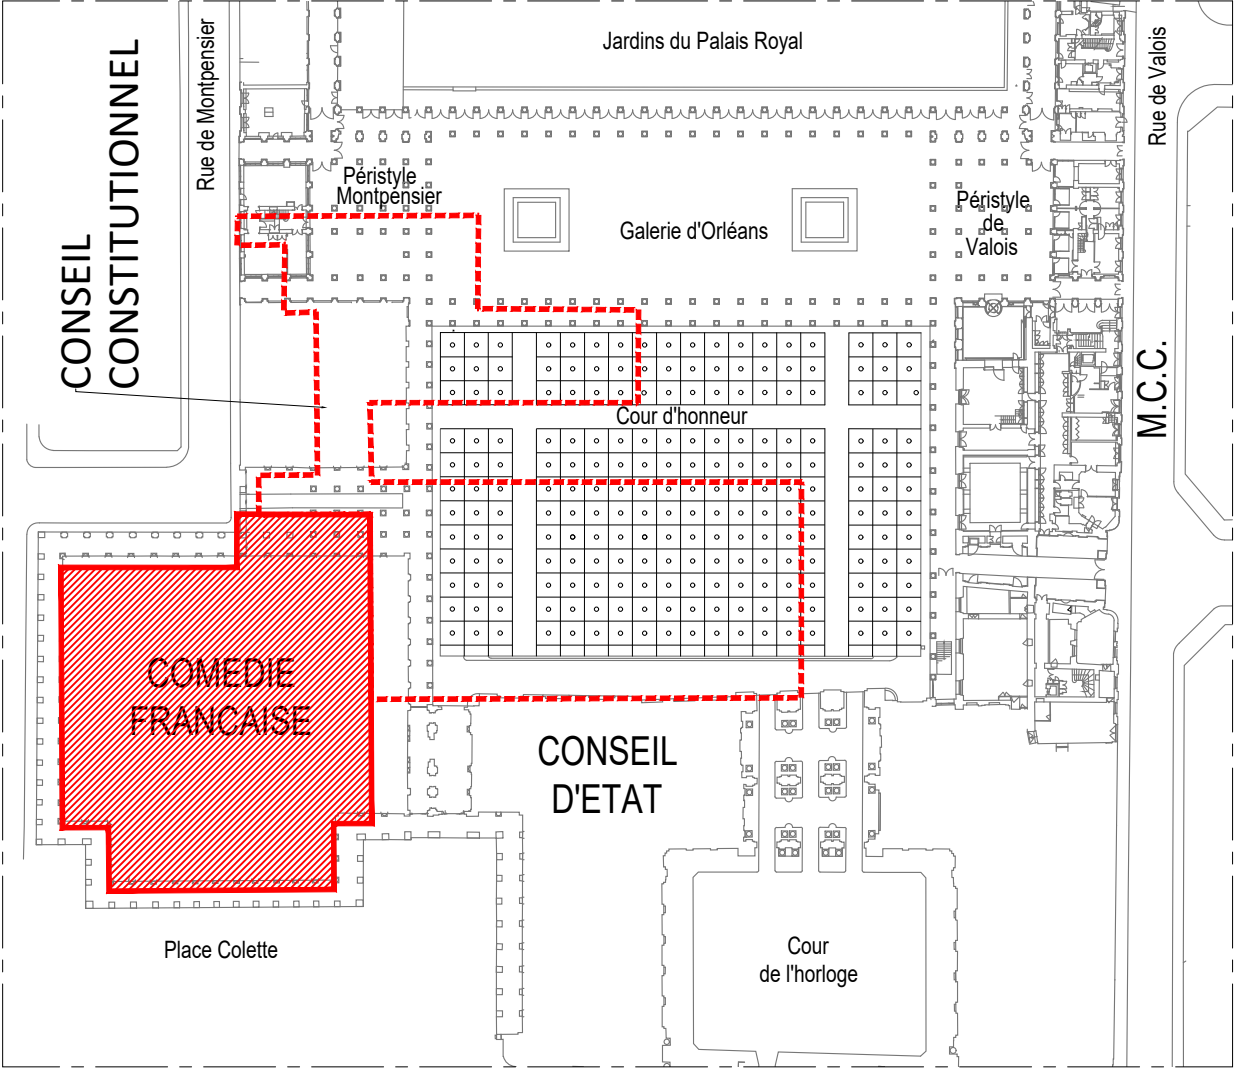 Jardins du Palais Royal
Rue de Montpensier
Rue de Valois
CONSEIL
CONSTITUTIONNEL
Péristyle
Montpensier
Galerie d'Orléans
Péristyle
de
Valois
M.C.C.
Cour d'honneur
COMEDIE
FRANCAISE
CONSEIL
D'ETAT
Place Colette
Cour
de l'horloge